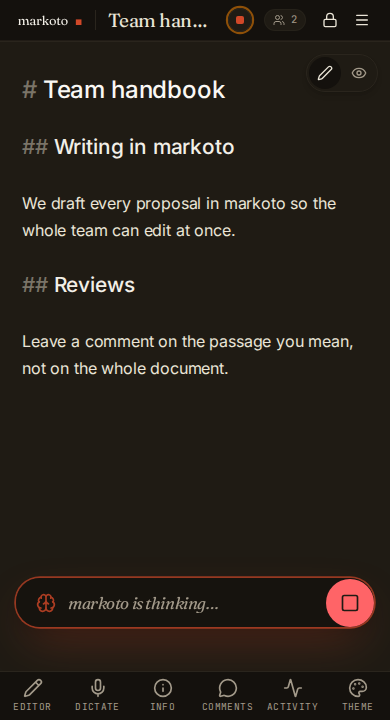 markoto
Team han...
2
# Team handbook
## Writing in markoto
We draft every proposal in markoto so the
whole team can edit at once.
## Reviews
Leave a comment on the passage you mean,
not on the whole document.
markoto is thinking...
EDITOR
DICTATE
INFO
COMMENTS
ACTIVITY
THEME